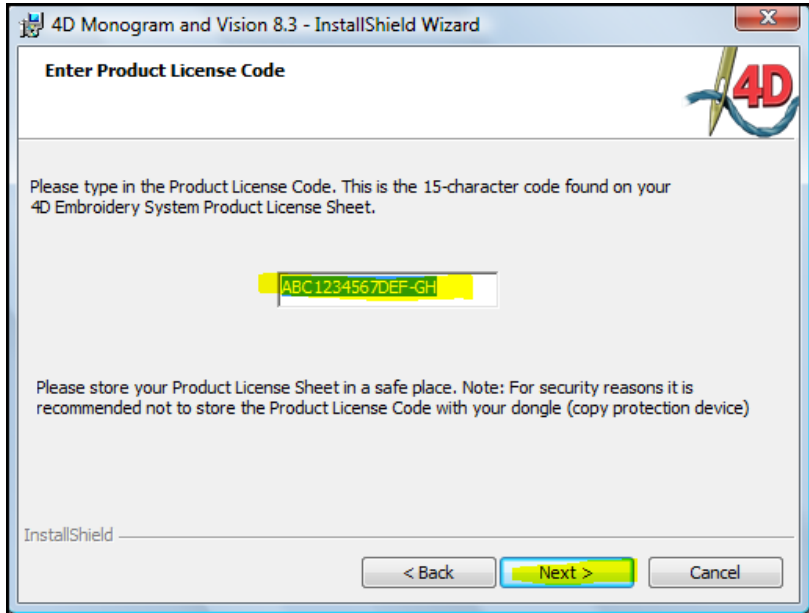 4D Monogram and Vision 8.3 - InstallShield Wizard
X
Enter Product License Code
4D
Please type in the Product License Code. This is the 15-character code found on your
4D Embroidery System Product License Sheet.
ABC1234567DEF-GH
Please store your Product License Sheet in a safe place. Note: For security reasons it is
recommended not to store the Product License Code with your dongle (copy protection device)
InstallShield
< Back
Next >
Cancel